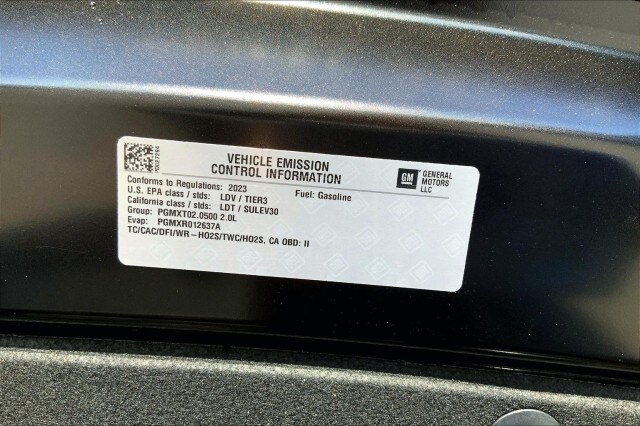 VEHICLE EMISSION
CONTROL INFORMATION
GM
GENERAL
MOTORS
LLC
Conforms to Regulations: 2023 Fuel: Gasoline
U.S. EPA class / stds: LDV / TIER3
California class / stds: LDT / SULEV30
Group: PGMXT02.0500 2.0L
Evap: PGMXR012637A
TC/CAC/DFI/WR-HO2S/TWC/HO2S, CA OBD: II